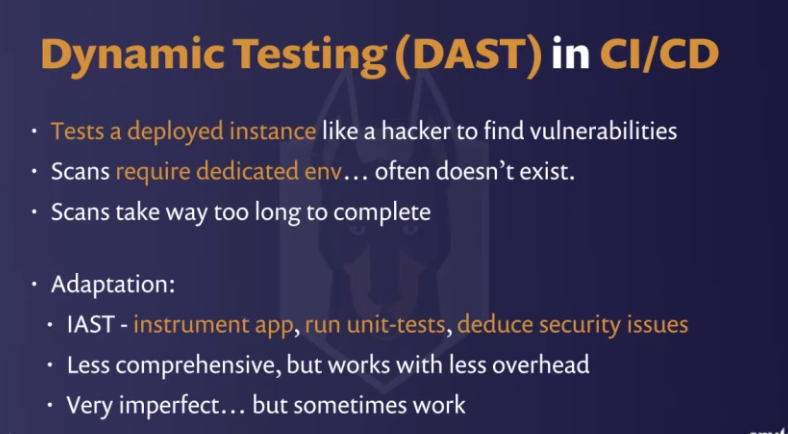 Dynamic Testing (DAST) in CI/CD
• Tests a deployed instance like a hacker to find vulnerabilities
• Scans require dedicated env… often doesn't exist.
• Scans take way too long to complete
• Adaptation:
• IAST - instrument app, run unit-tests, deduce security issues
• Less comprehensive, but works with less overhead
• Very imperfect… but sometimes work